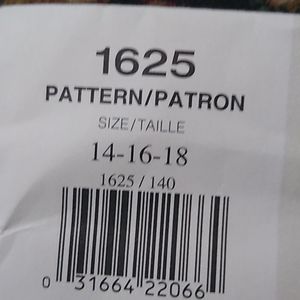 1625
PATTERN/PATRON
SIZE/TAILLE
14-16-18
1625 / 140
0 31664 22066